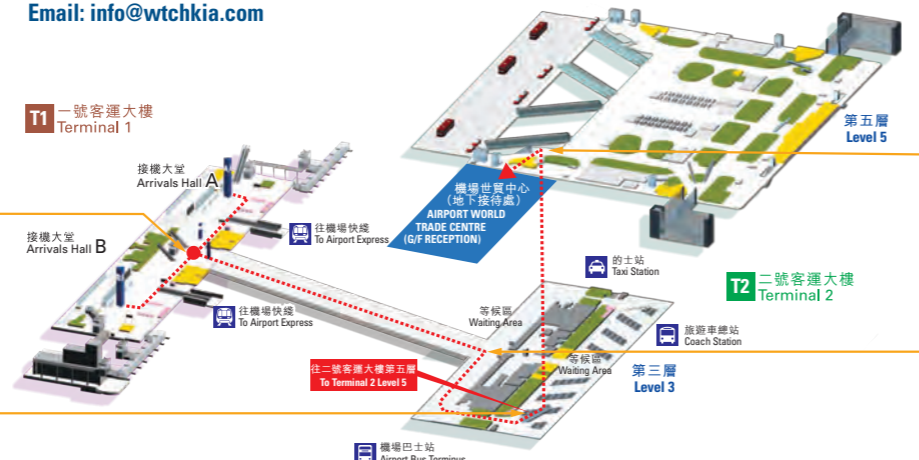 Email: info@wtchkia.com
T1 一號客運大樓
Terminal 1
接機大堂
Arrivals Hall A
接機大堂
Arrivals Hall B
往機場快綫
To Airport Express
往機場快綫
To Airport Express
第五層
Level 5
機場世貿中心
(地下接待處)
AIRPORT WORLD
TRADE CENTRE
(G/F RECEPTION)
的士站
Taxi Station
T2 二號客運大樓
Terminal 2
等候區
Waiting Area
旅遊車總站
Coach Station
等候區
Waiting Area
第三層
Level 3
往二號客運大樓第五層
To Terminal 2 Level 5
機場巴士站
Airport Bus Terminus